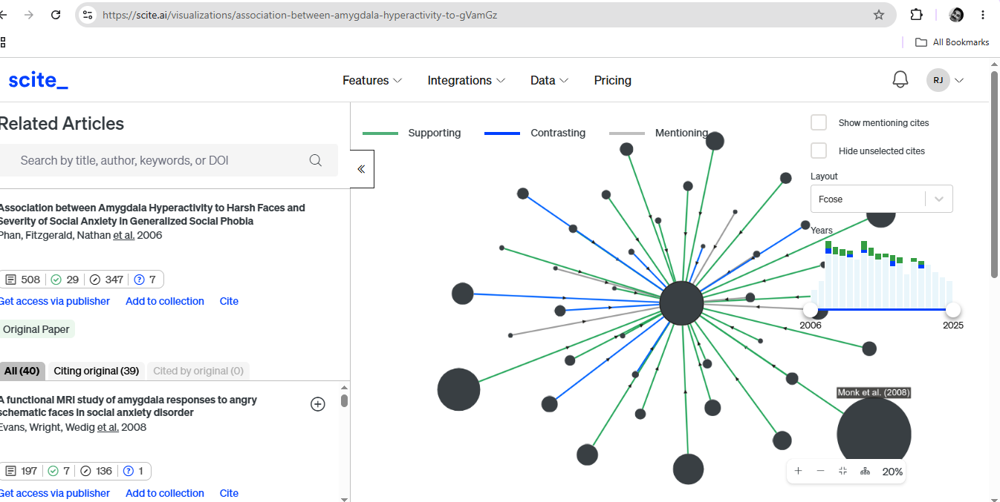 https://scite.ai/visualizations/association-between-amygdala-hyperactivity-to-gVamGz
All Bookmarks
scite_
Features
Integrations
Data
Pricing
RJ
Related Articles
Search by title, author, keywords, or DOI
Association between Amygdala Hyperactivity to Harsh Faces and
Severity of Social Anxiety in Generalized Social Phobia
Phan, Fitzgerald, Nathan et al. 2006
508 29 347 7
Get access via publisher Add to collection Cite
Original Paper
All (40) Citing original (39) Cited by original (0)
A functional MRI study of amygdala responses to angry
schematic faces in social anxiety disorder
Evans, Wright, Wedig et al. 2008
197 7 136 1
Get access via publisher Add to collection Cite
Supporting Contrasting Mentioning
Show mentioning cites
Hide unselected cites
Layout
Fcose
Years
2006 2025
Monk et al. (2008)
20%